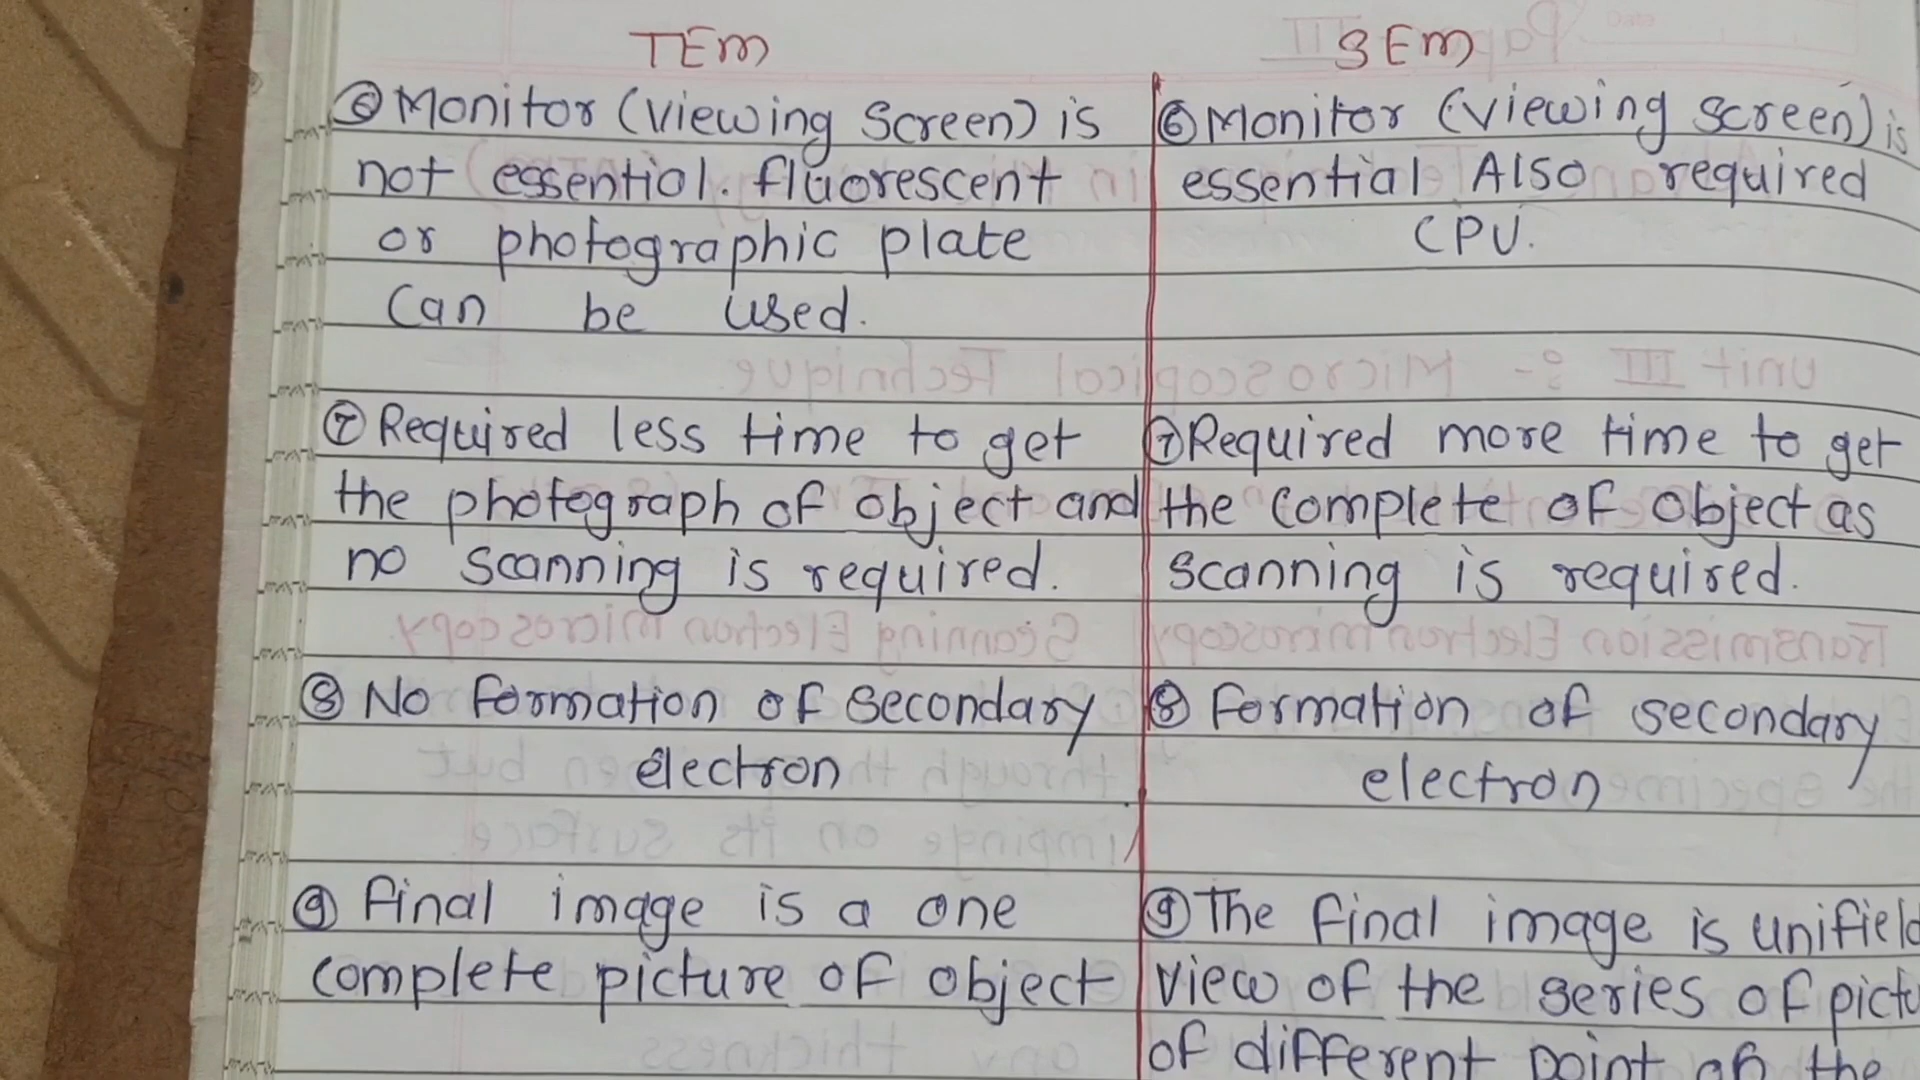 TEM
⑥ Monitor (Viewing Screen) is
not essential. fluorescent
or photographic plate
Can be used.
⑦ Required less time to get
the photograph of object and
no scanning is required.
⑧ No formation of secondary
electron
⑨ final image is a one
complete picture of object
SEM
⑥ Monitor (viewing screen) is
essential Also required
CPU.
⑦ Required more time to get
the complete of object as
scanning is required.
⑧ formation of secondary
electron
⑨ The final image is unifield
view of the series of pictu
of different point on the